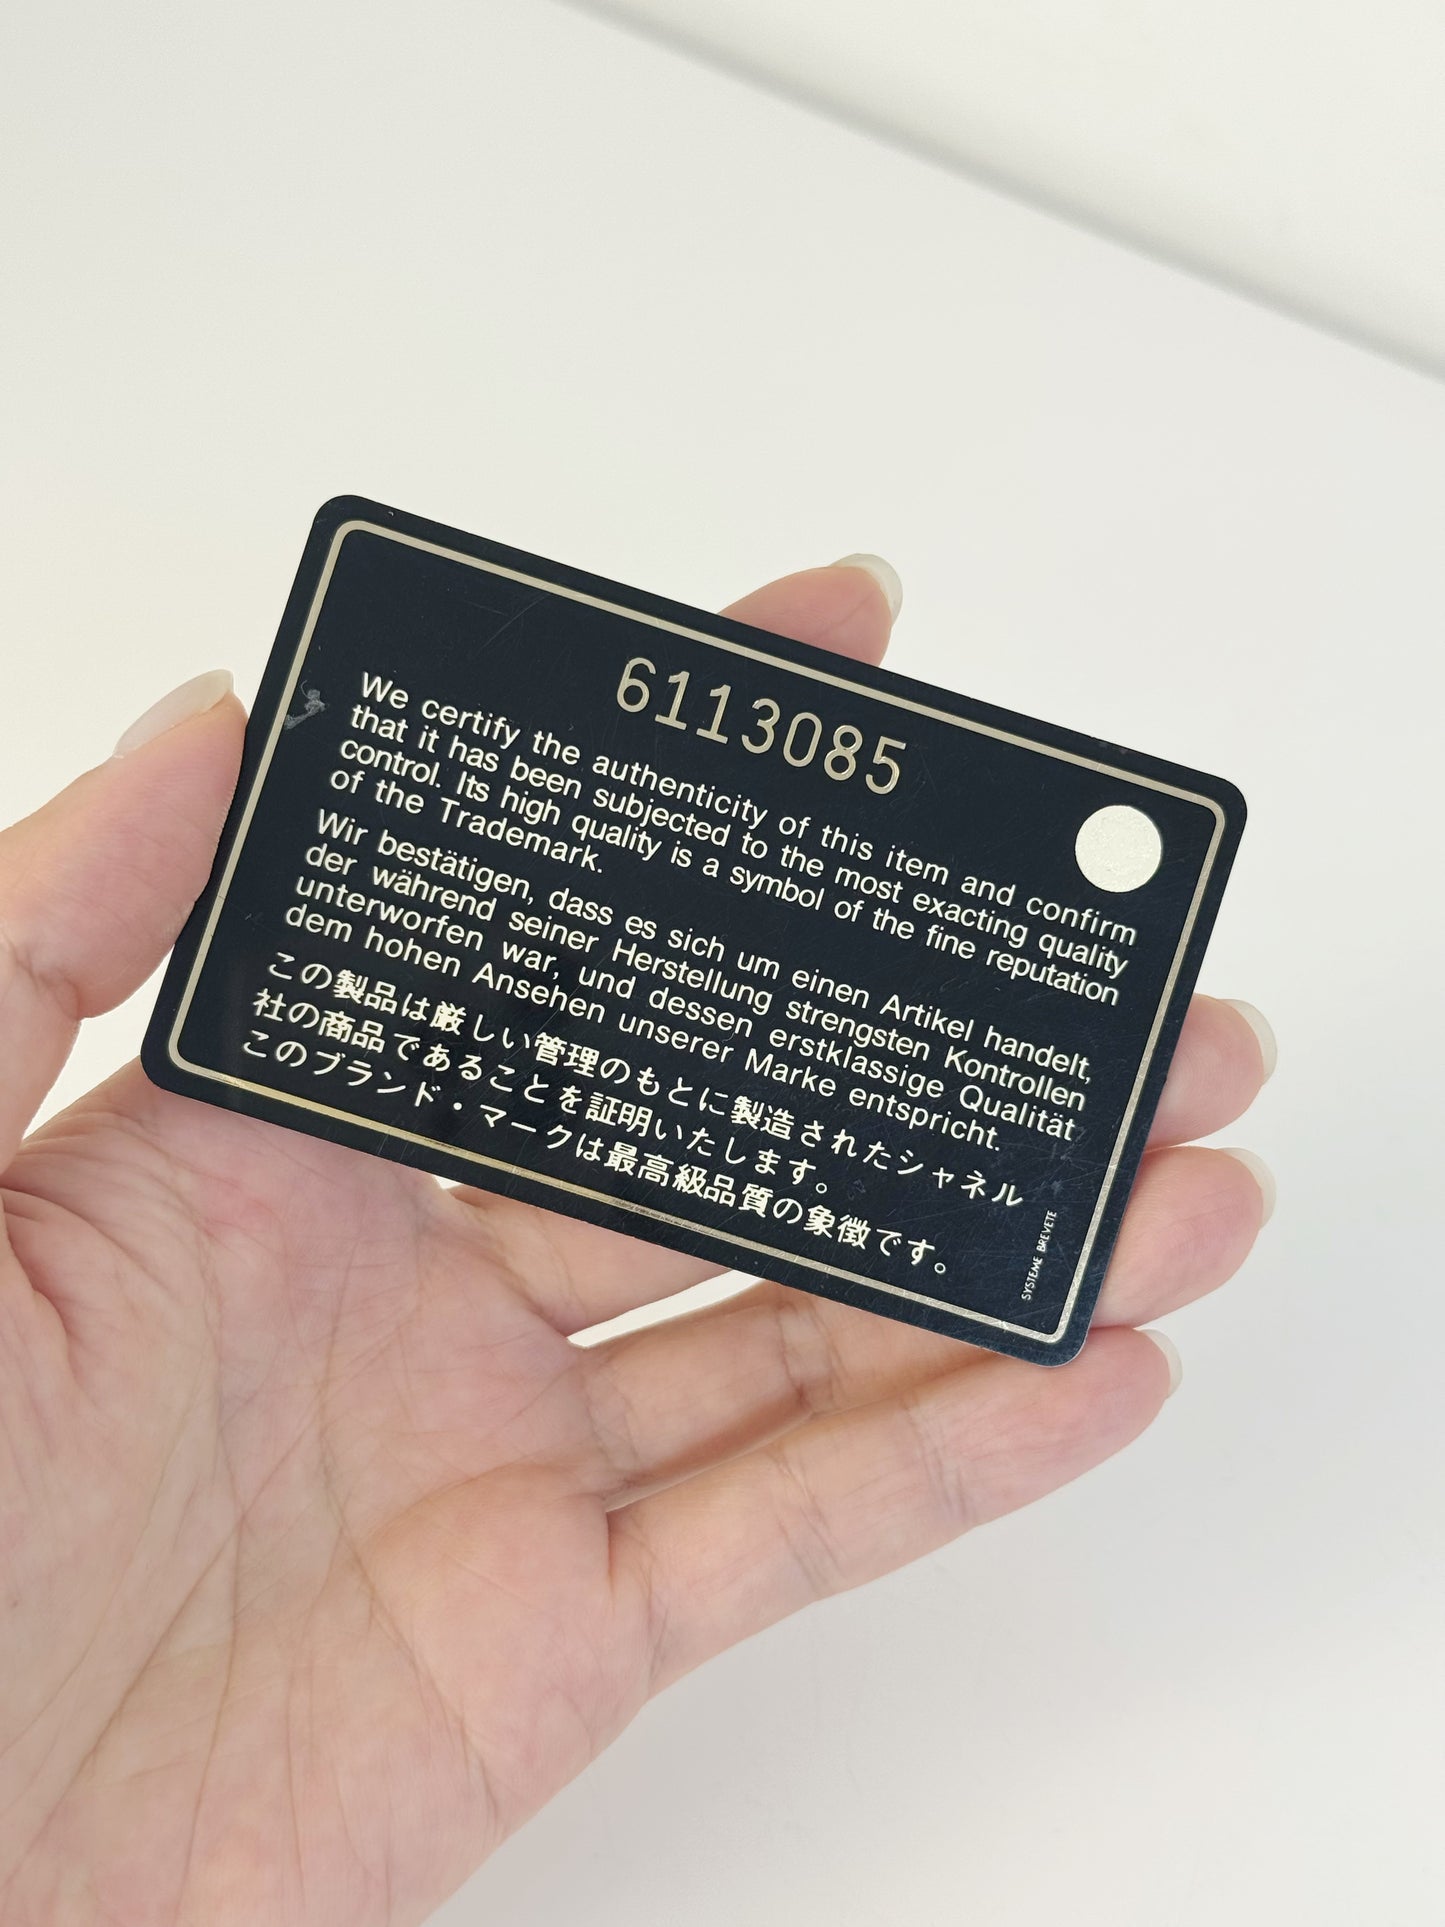 6113085
We certify the authenticity of this item and confirm
that it has been subjected to the most exacting quality
control. Its high quality is a symbol of the fine reputation
of the Trademark.
Wir bestätigen, dass es sich um einen Artikel handelt,
der während seiner Herstellung strengsten Kontrollen
unterworfen war, und dessen erstklassige Qualität
dem hohen Ansehen unserer Marke entspricht.
この製品は厳しい管理のもとに製造されたシャネル
社の商品であることを証明いたします。
このブランド・マークは最高級品質の象徴です。
SYSTEME BREVETE